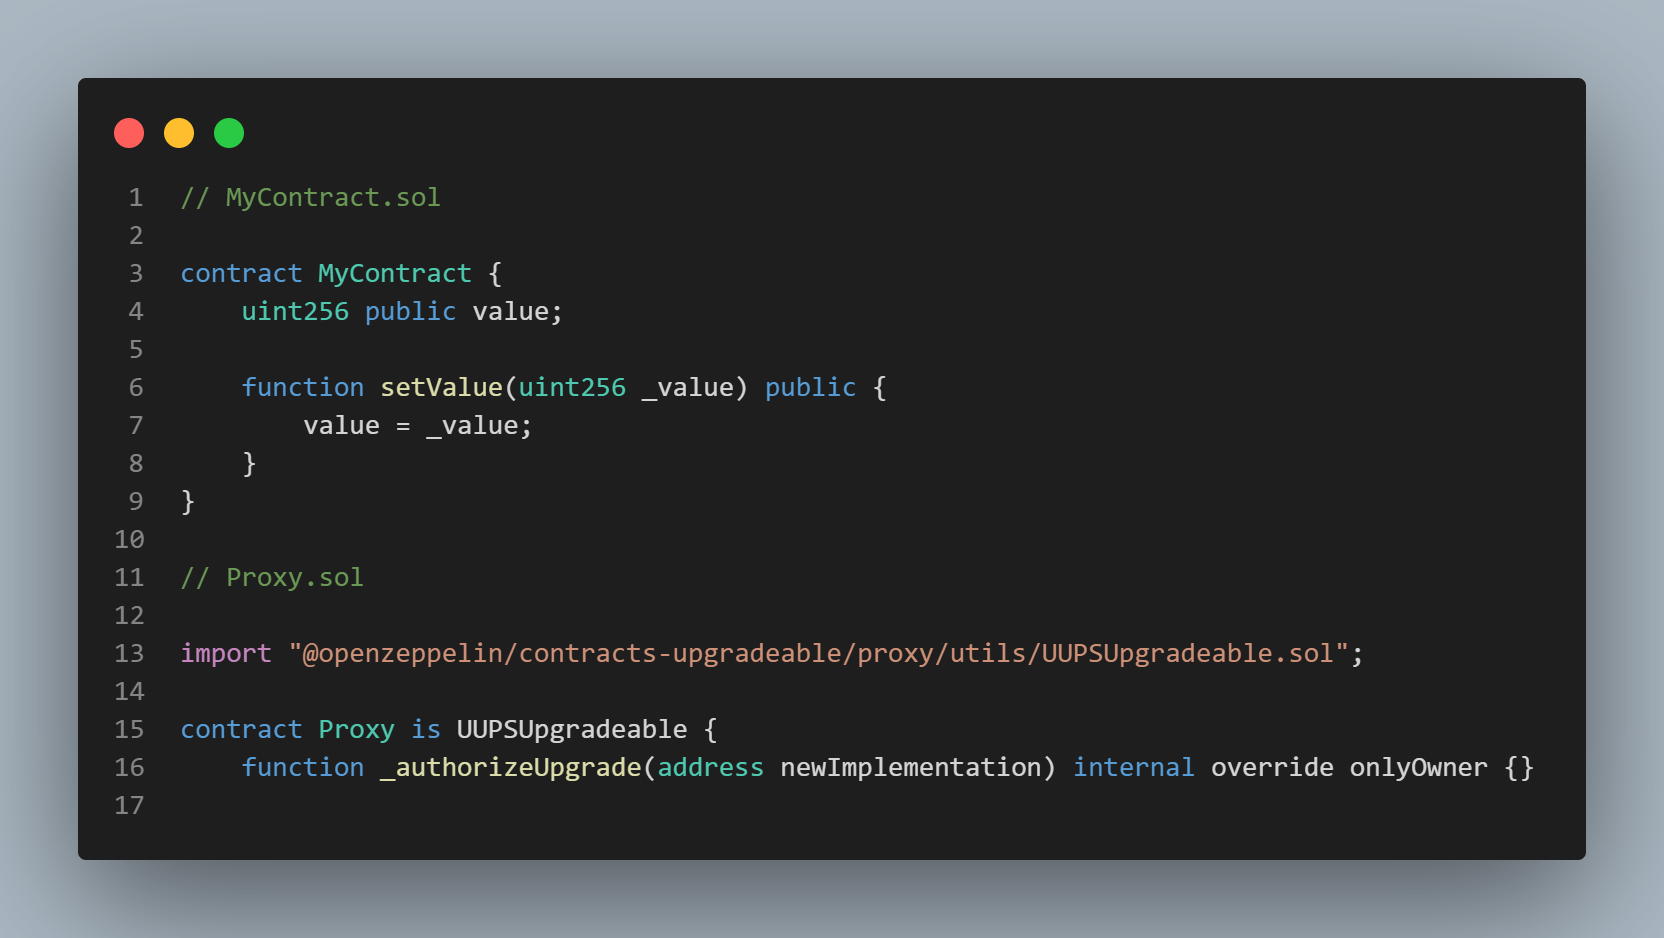 1 // MyContract.sol
2
3 contract MyContract {
4     uint256 public value;
5
6     function setValue(uint256 _value) public {
7         value = _value;
8     }
9 }
10
11 // Proxy.sol
12
13 import "@openzeppelin/contracts-upgradeable/proxy/utils/UUPSUpgradeable.sol";
14
15 contract Proxy is UUPSUpgradeable {
16     function _authorizeUpgrade(address newImplementation) internal override onlyOwner {}
17